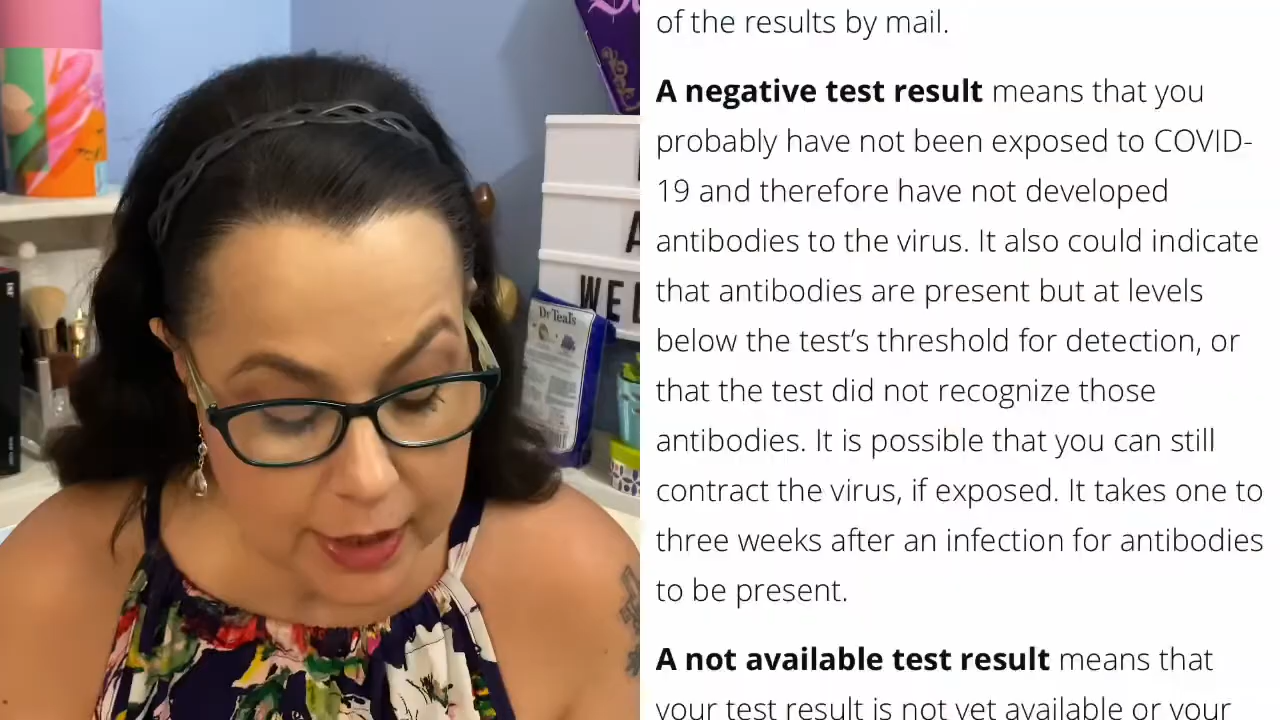 of the results by mail.
A negative test result means that you
probably have not been exposed to COVID-
19 and therefore have not developed
antibodies to the virus. It also could indicate
that antibodies are present but at levels
below the test’s threshold for detection, or
that the test did not recognize those
antibodies. It is possible that you can still
contract the virus, if exposed. It takes one to
three weeks after an infection for antibodies
to be present.
A not available test result means that
your test result is not yet available or your
A
WEL
Dr Teal's